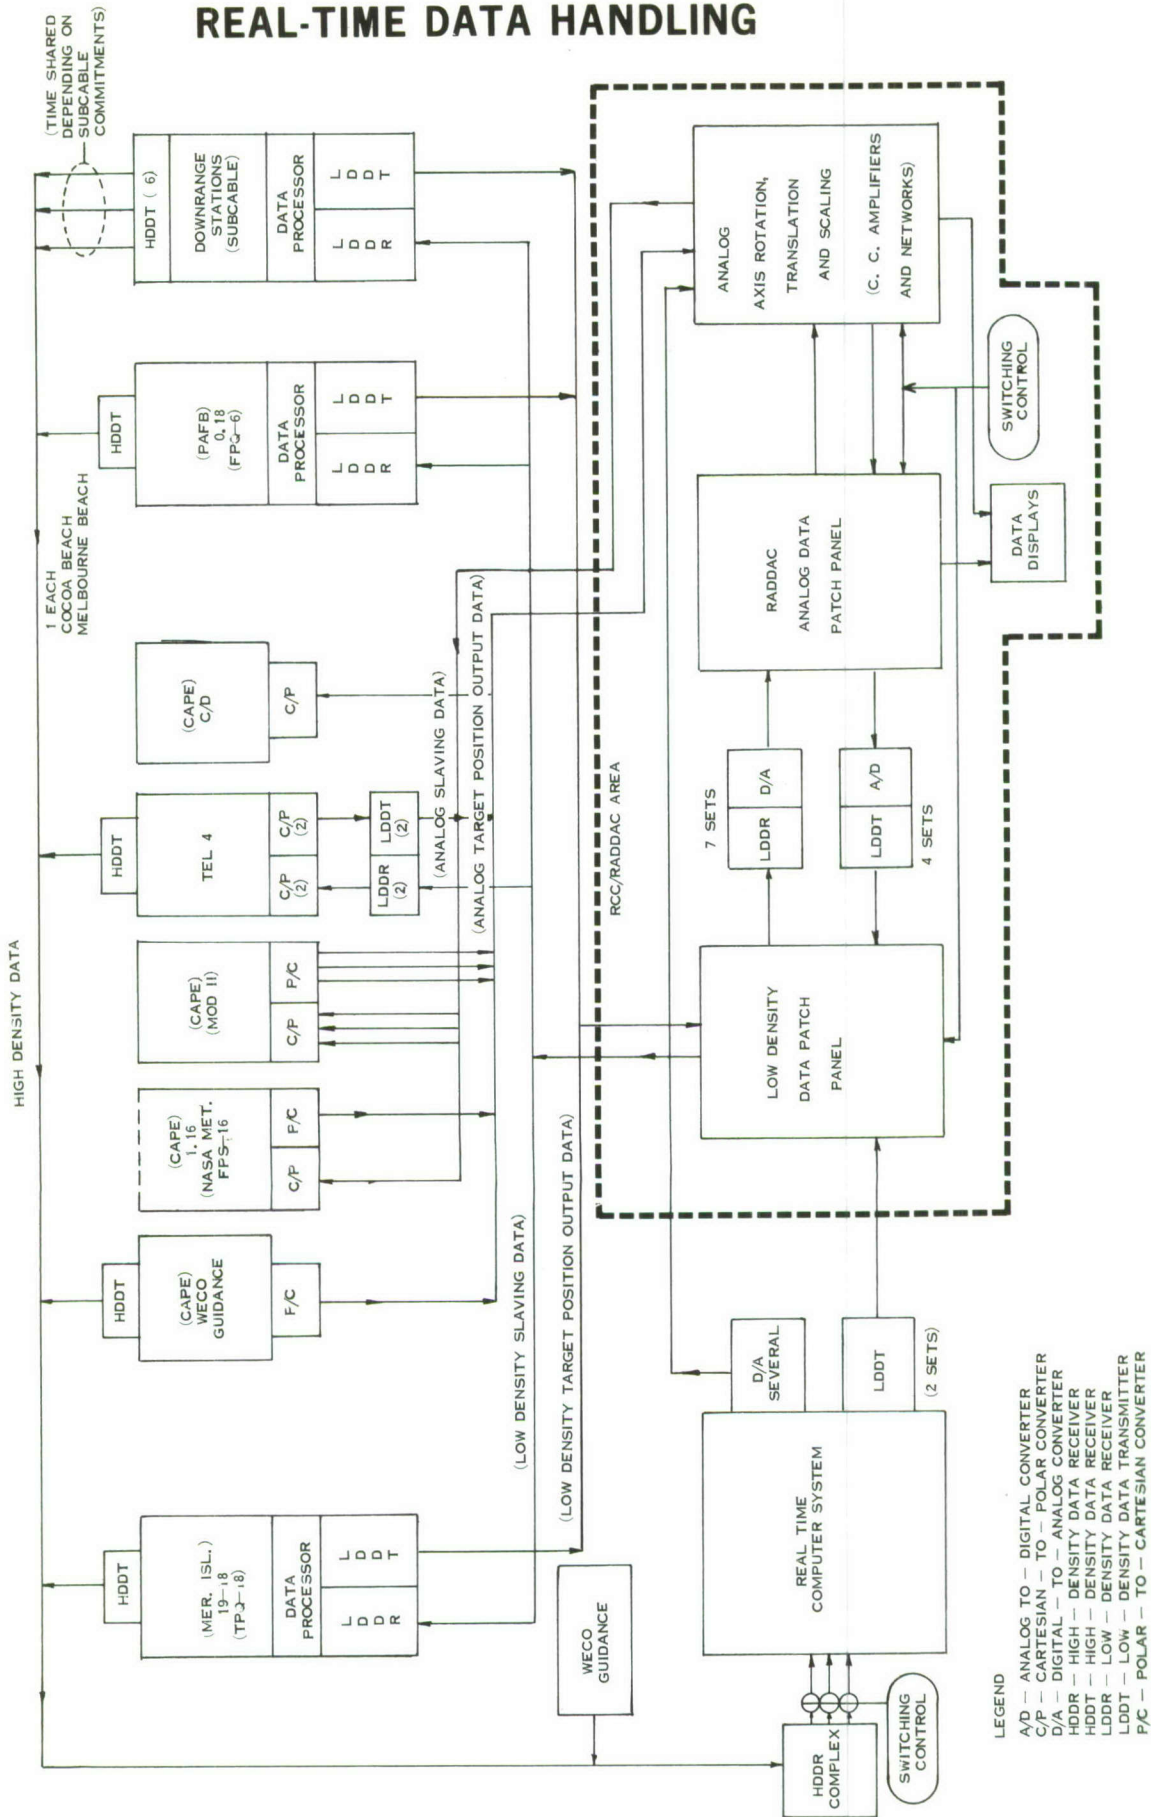 REAL-TIME DATA HANDLING
HIGH DENSITY DATA
1 EACH
COCOA BEACH
MELBOURNE BEACH
(TIME SHARED
DEPENDING ON
SUBCABLE
COMMITMENTS)
HDDT
(MER. ISL.)
19-18
(TPQ-18)
DATA
PROCESSOR
LDDR
LDDT
HDDT
(CAPE)
WECO
GUIDANCE
P/C
(CAPE)
1.16
(NASA MET.
FPS-16
C/P
P/C
(CAPE)
(MOD II)
C/P
P/C
HDDT
TEL 4
C/P
(2)
C/P
(2)
LDDR
(2)
LDDT
(2)
(CAPE)
C/D
C/P
HDDT
(PAFB)
0.18
(FPQ-6)
DATA
PROCESSOR
LDDR
LDDT
HDDT (6)
DOWNRANGE
STATIONS
(SUBCABLE)
DATA
PROCESSOR
LDDR
LDDT
(ANALOG SLAVING DATA)
(ANALOG TARGET POSITION OUTPUT DATA)
(LOW DENSITY SLAVING DATA)
(LOW DENSITY TARGET POSITION OUTPUT DATA)
WECO
GUIDANCE
HDDR
COMPLEX
SWITCHING
CONTROL
REAL TIME
COMPUTER SYSTEM
D/A
SEVERAL
LDDT
(2 SETS)
RCC/RADDAC AREA
LOW DENSITY
DATA PATCH
PANEL
7 SETS
LDDR
D/A
LDDT
A/D
4 SETS
RADDAC
ANALOG DATA
PATCH PANEL
DATA
DISPLAYS
SWITCHING
CONTROL
ANALOG
AXIS ROTATION,
TRANSLATION
AND SCALING
(C. C. AMPLIFIERS
AND NETWORKS)
LEGEND
A/D — ANALOG TO — DIGITAL CONVERTER
C/P — CARTESIAN — TO — POLAR CONVERTER
D/A — DIGITAL — TO — ANALOG CONVERTER
HDDR — HIGH — DENSITY DATA RECEIVER
HDDT — HIGH — DENSITY DATA RECEIVER
LDDR — LOW — DENSITY DATA RECEIVER
LDDT — LOW — DENSITY DATA TRANSMITTER
P/C — POLAR — TO — CARTESIAN CONVERTER